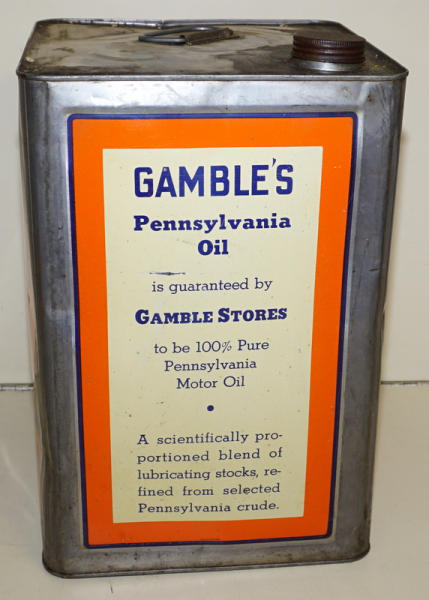 GAMBLE'S
Pennsylvania
Oil
is guaranteed by
GAMBLE STORES
to be 100% Pure
Pennsylvania
Motor Oil
•
A scientifically pro-
portioned blend of
lubricating stocks, re-
fined from selected
Pennsylvania crude.